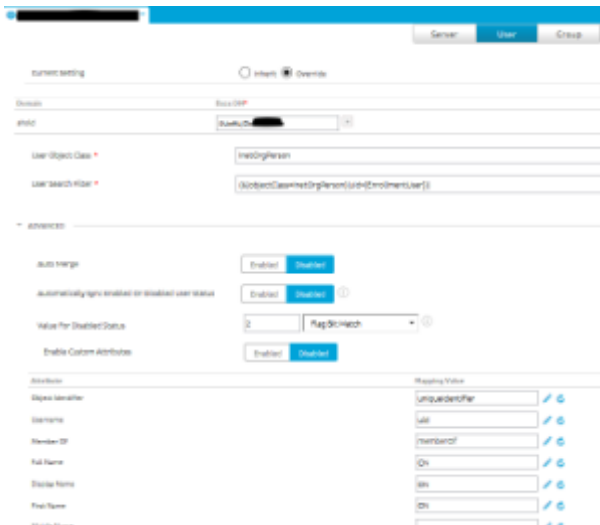 Server User Group
Current Setting Inherit Override
Domain Base DN*
User Object Class * inetOrgPerson
User Search Filter * (&(objectClass=inetOrgPerson)(uid={EnrollmentUser}))
Advanced
Auto Merge Enabled Disabled
Automatically Sync Enabled Or Disabled User Status Enabled Disabled
Value For Disabled Status 2 Flag Bit Match
Enable Custom Attributes Enabled Disabled
Attribute Mapping Value
Object Identifier uniqueIdentifier
Username uid
Member Of memberOf
Full Name CN
Display Name
First Name